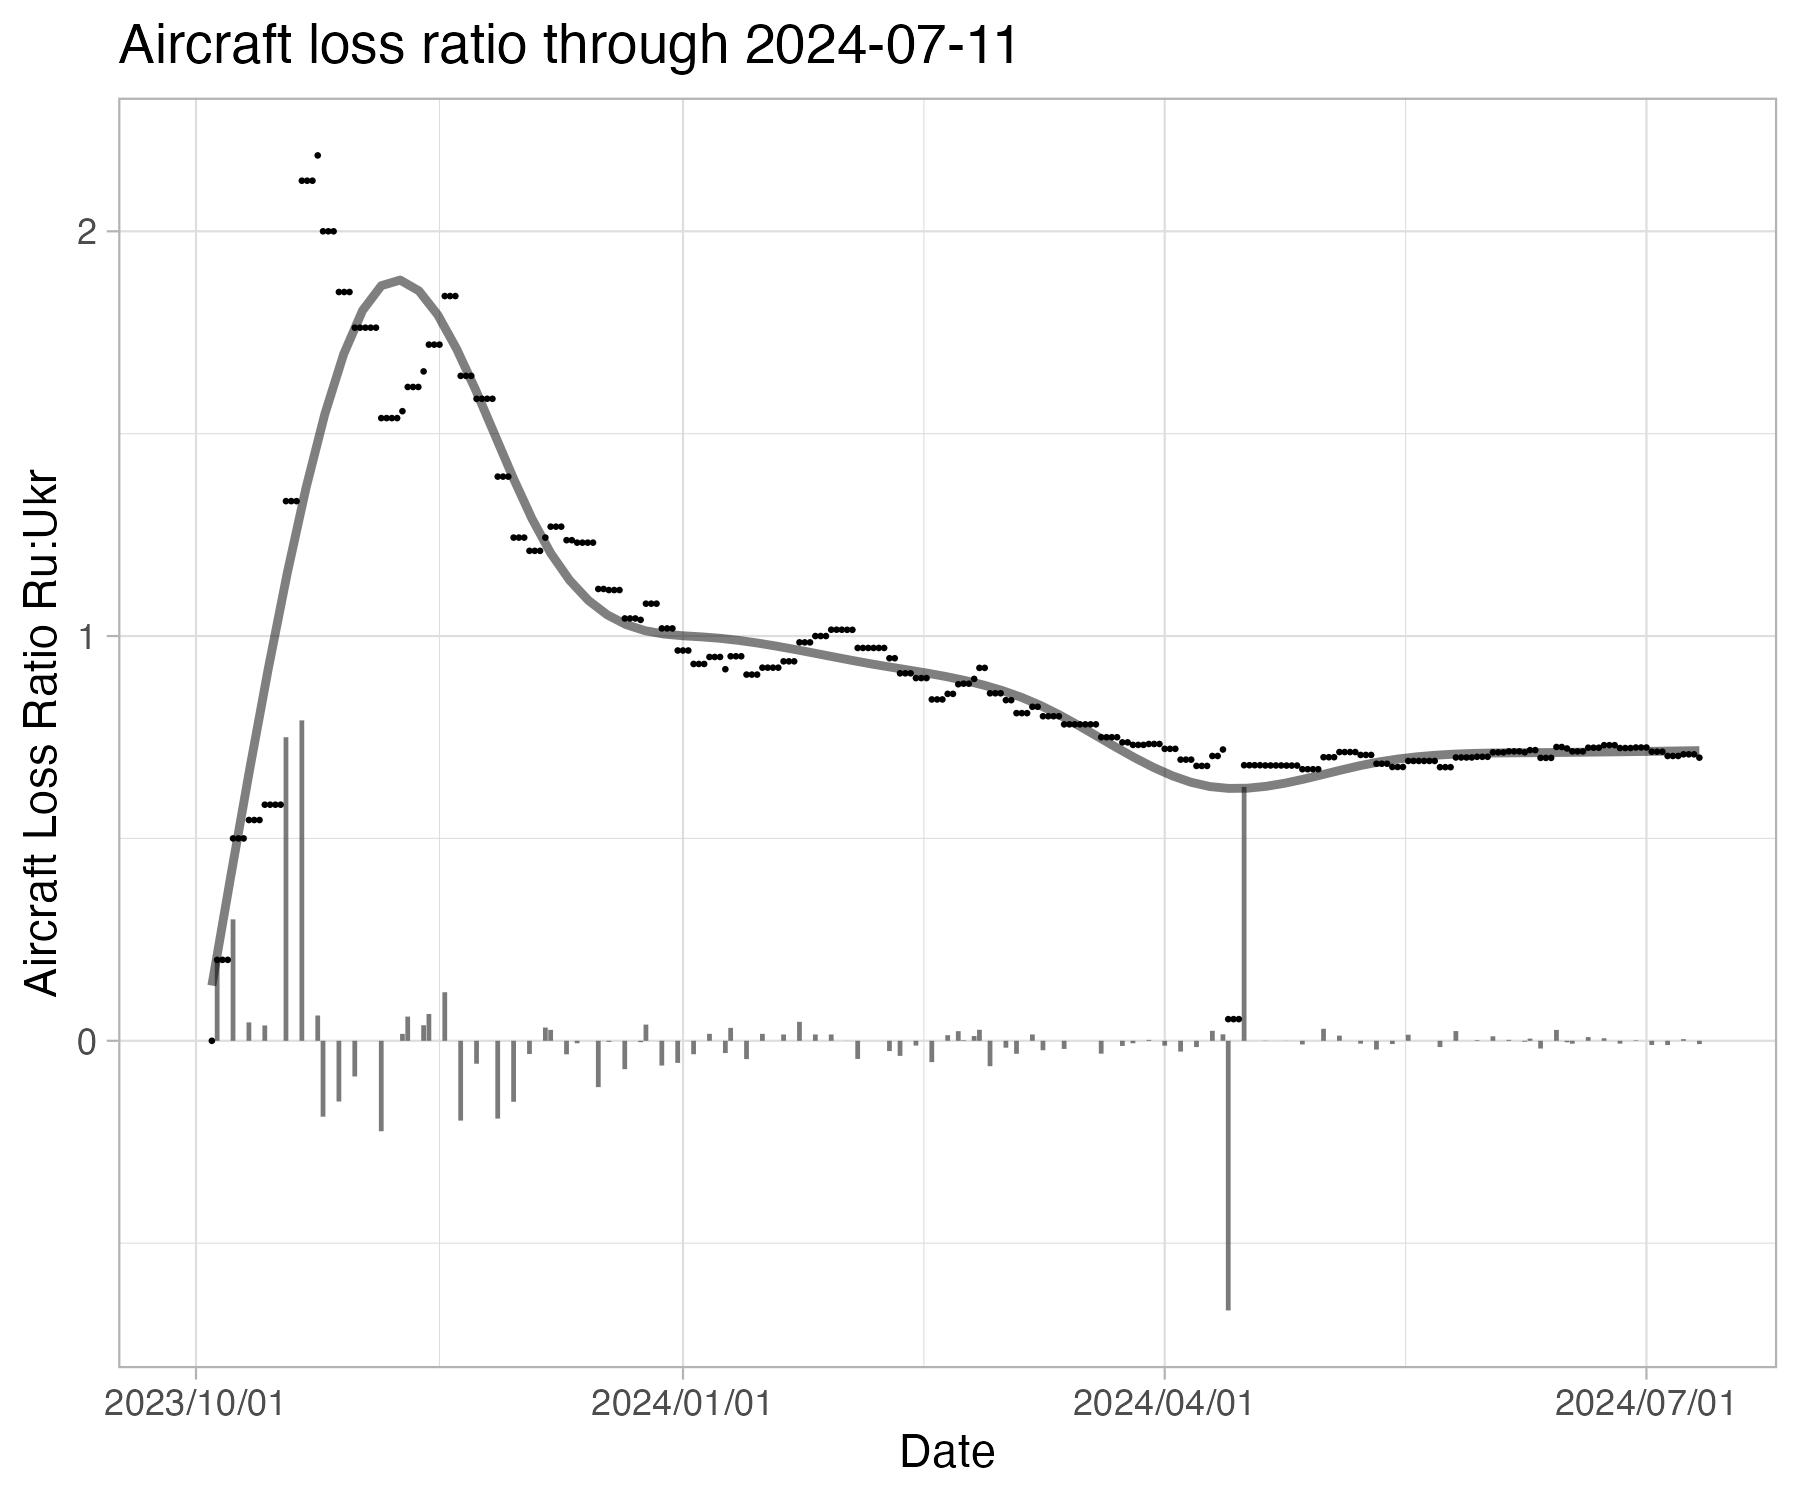 Aircraft loss ratio through 2024-07-11
Aircraft Loss Ratio Ru:Ukr
2
1
0
2023/10/01
2024/01/01
2024/04/01
2024/07/01
Date